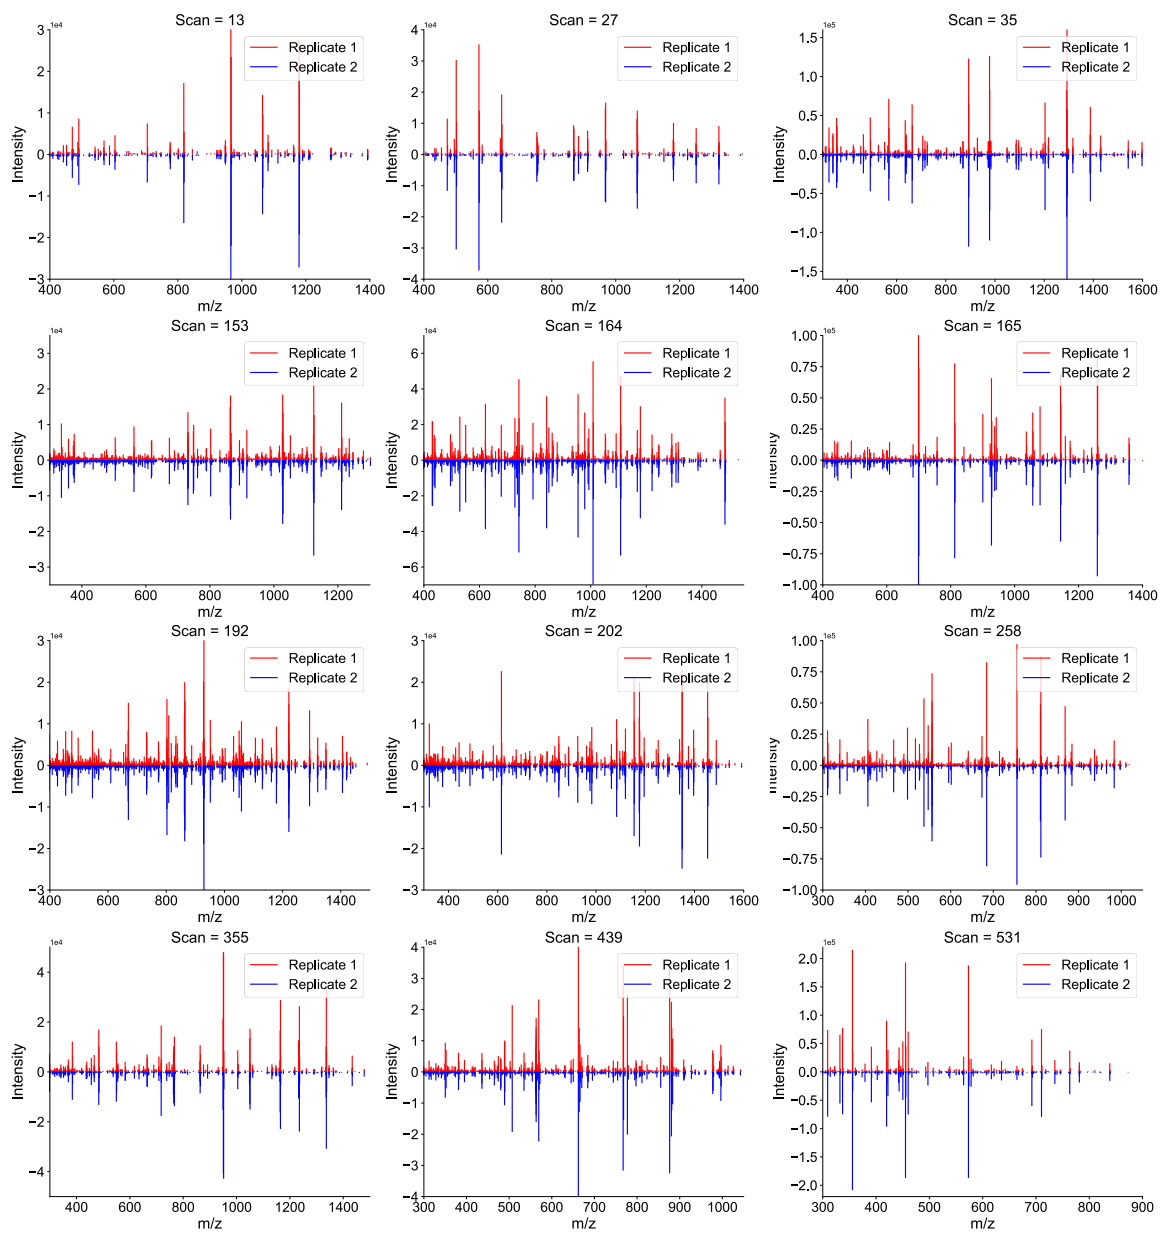 Scan = 13
1e4
3
2
1
0
−1
−2
−3
Intensity
400 600 800 1000 1200 1400
m/z
Replicate 1
Replicate 2
Scan = 27
1e4
4
3
2
1
0
−1
−2
−3
−4
Intensity
400 600 800 1000 1200 1400
m/z
Replicate 1
Replicate 2
Scan = 35
1e5
1.5
1.0
0.5
0.0
−0.5
−1.0
−1.5
Intensity
400 600 800 1000 1200 1400 1600
m/z
Replicate 1
Replicate 2
Scan = 153
1e4
3
2
1
0
−1
−2
−3
Intensity
400 600 800 1000 1200
m/z
Replicate 1
Replicate 2
Scan = 164
1e4
6
4
2
0
−2
−4
−6
Intensity
400 600 800 1000 1200 1400
m/z
Replicate 1
Replicate 2
Scan = 165
1e5
1.00
0.75
0.50
0.25
0.00
−0.25
−0.50
−0.75
−1.00
Intensity
400 600 800 1000 1200 1400
m/z
Replicate 1
Replicate 2
Scan = 192
1e4
3
2
1
0
−1
−2
−3
Intensity
400 600 800 1000 1200 1400
m/z
Replicate 1
Replicate 2
Scan = 202
1e4
3
2
1
0
−1
−2
−3
Intensity
400 600 800 1000 1200 1400 1600
m/z
Replicate 1
Replicate 2
Scan = 258
1e5
1.00
0.75
0.50
0.25
0.00
−0.25
−0.50
−0.75
−1.00
Intensity
300 400 500 600 700 800 900 1000
m/z
Replicate 1
Replicate 2
Scan = 355
1e4
4
2
0
−2
−4
Intensity
400 600 800 1000 1200 1400
m/z
Replicate 1
Replicate 2
Scan = 439
1e4
4
3
2
1
0
−1
−2
−3
−4
Intensity
300 400 500 600 700 800 900 1000
m/z
Replicate 1
Replicate 2
Scan = 531
1e5
2.0
1.5
1.0
0.5
0.0
−0.5
−1.0
−1.5
−2.0
Intensity
300 400 500 600 700 800 900
m/z
Replicate 1
Replicate 2